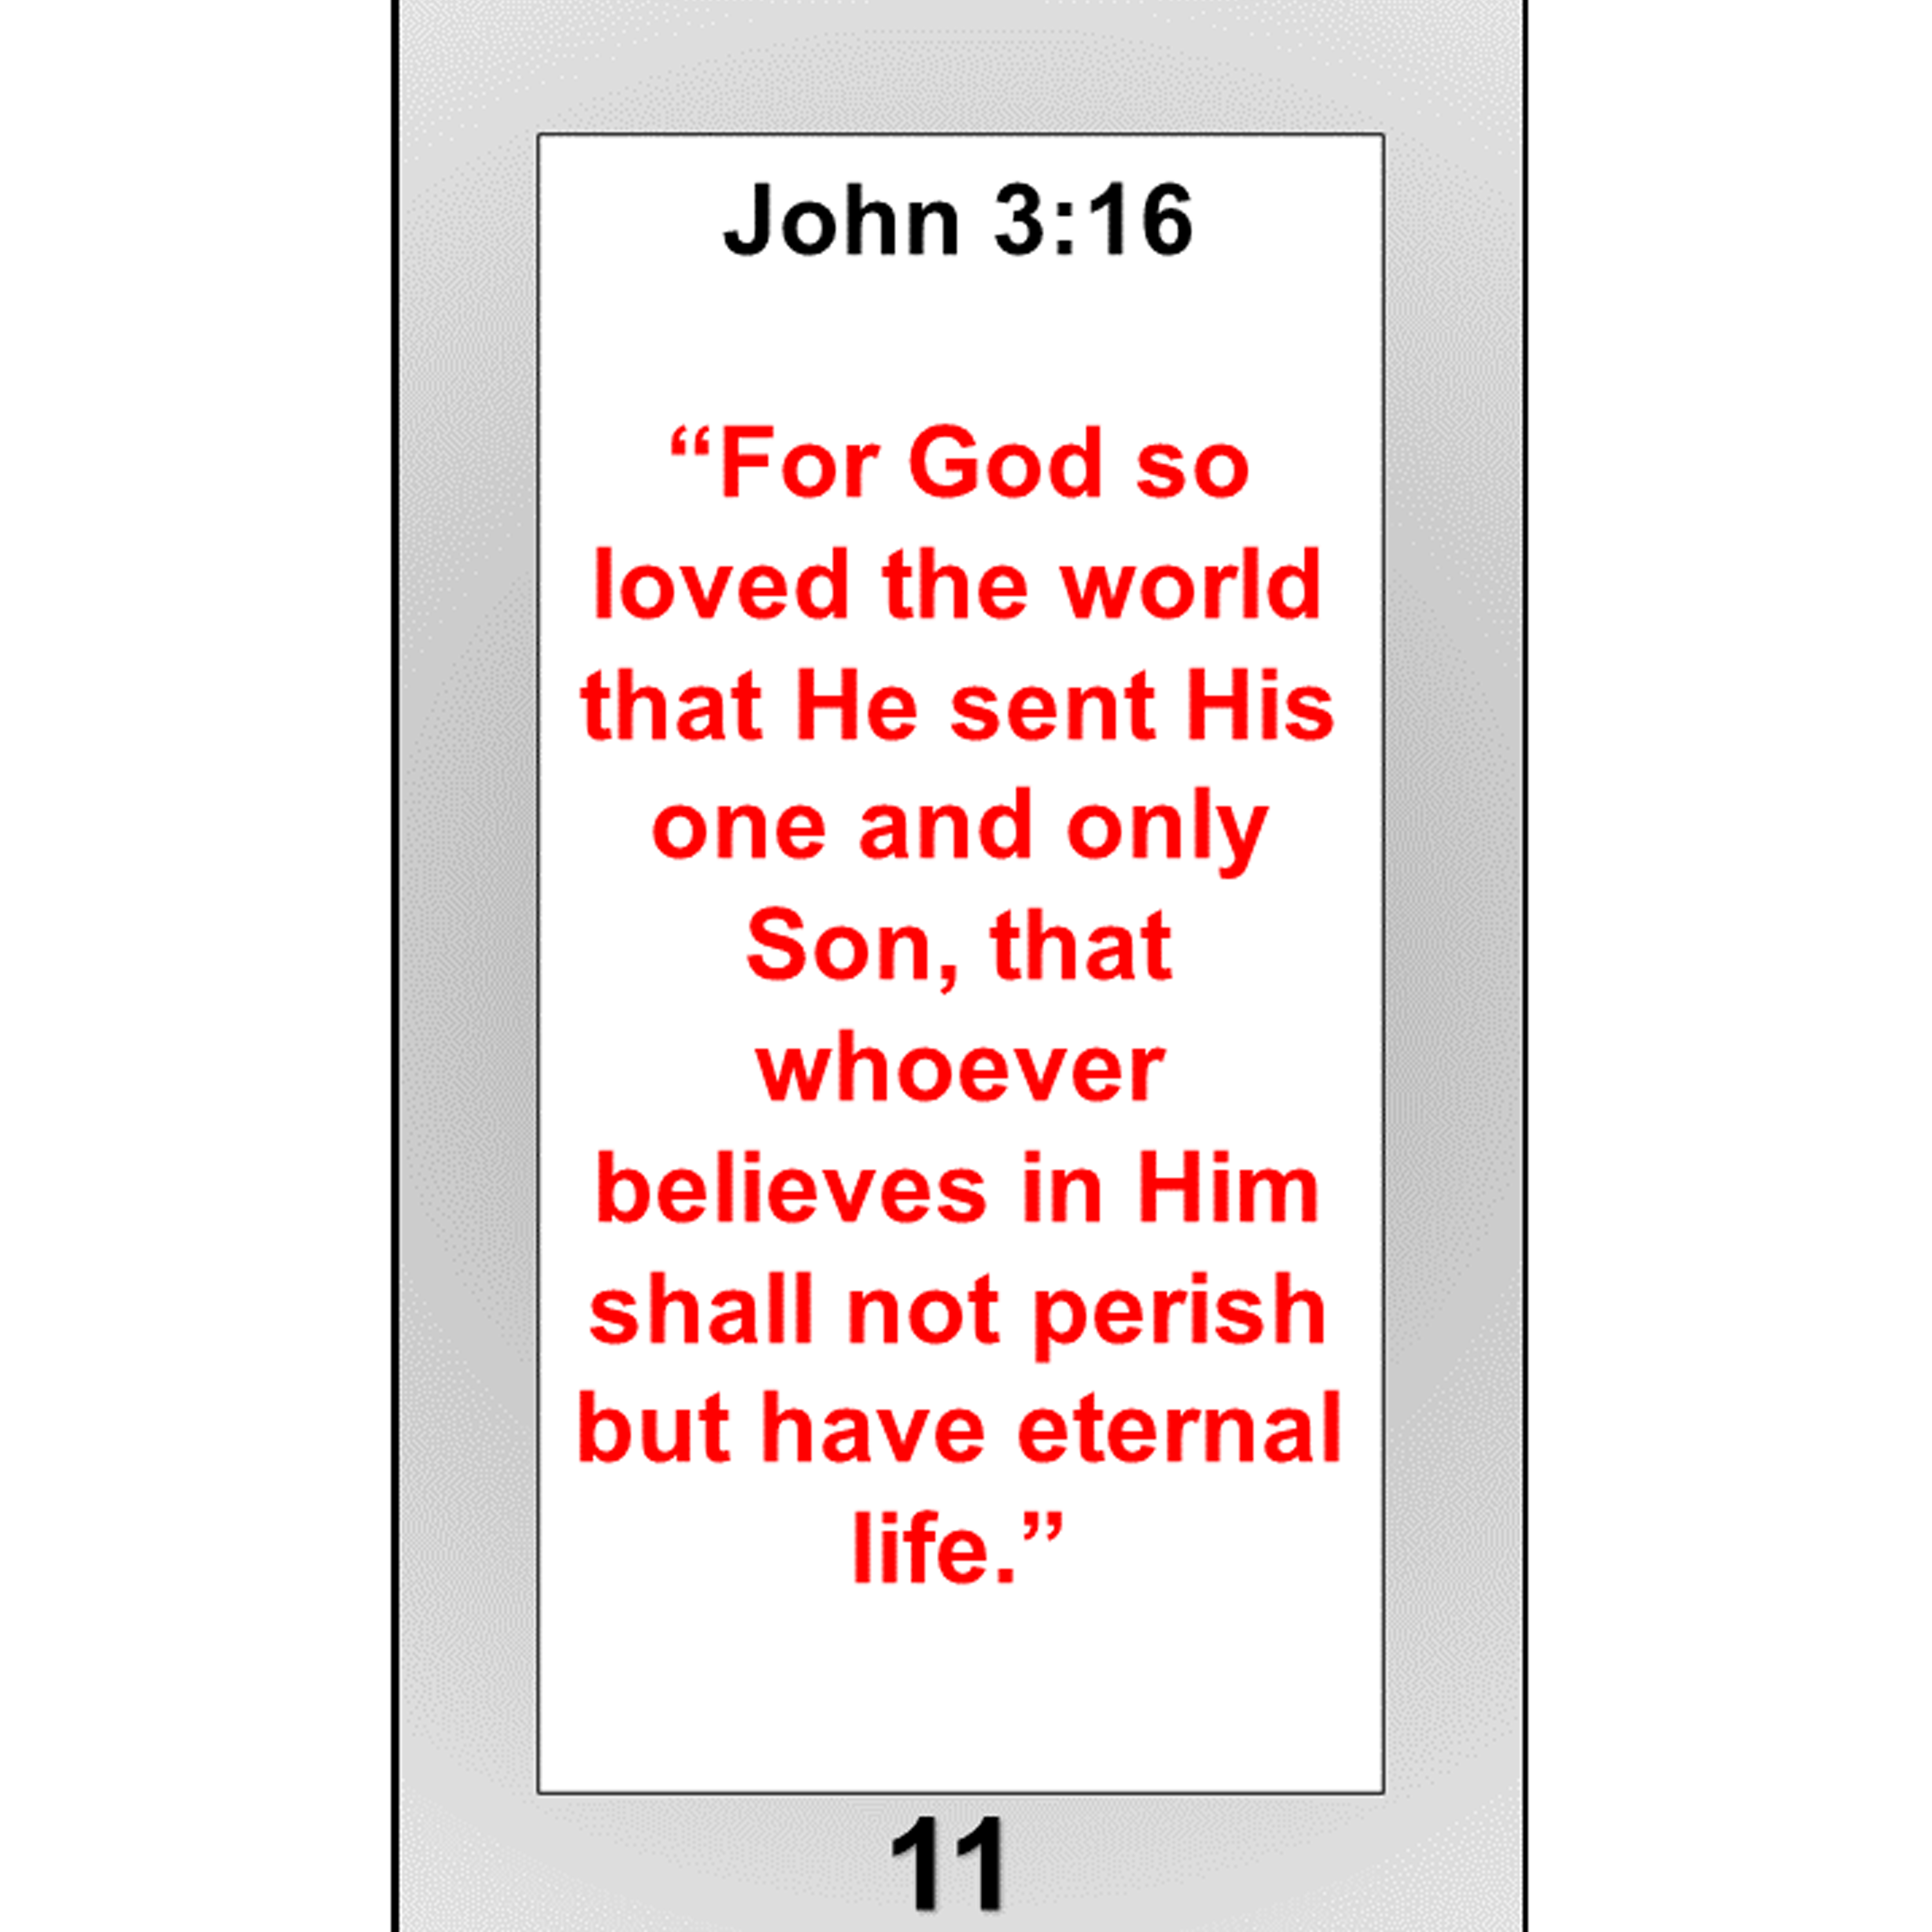 John 3:16
“For God so
loved the world
that He sent His
one and only
Son, that
whoever
believes in Him
shall not perish
but have eternal
life.”
11